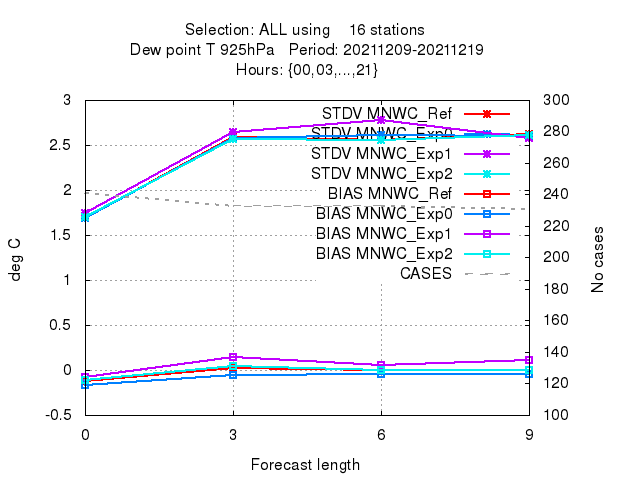 Selection: ALL using 16 stations
Dew point T 925hPa Period: 20211209-20211219
Hours: {00,03,...,21}
3
2.5
2
1.5
1
0.5
0
-0.5
deg C
300
280
260
240
220
200
180
160
140
120
100
No cases
STDV MNWC_Ref
STDV MNWC_Exp0
STDV MNWC_Exp1
STDV MNWC_Exp2
BIAS MNWC_Ref
BIAS MNWC_Exp0
BIAS MNWC_Exp1
BIAS MNWC_Exp2
CASES
0 3 6 9
Forecast length